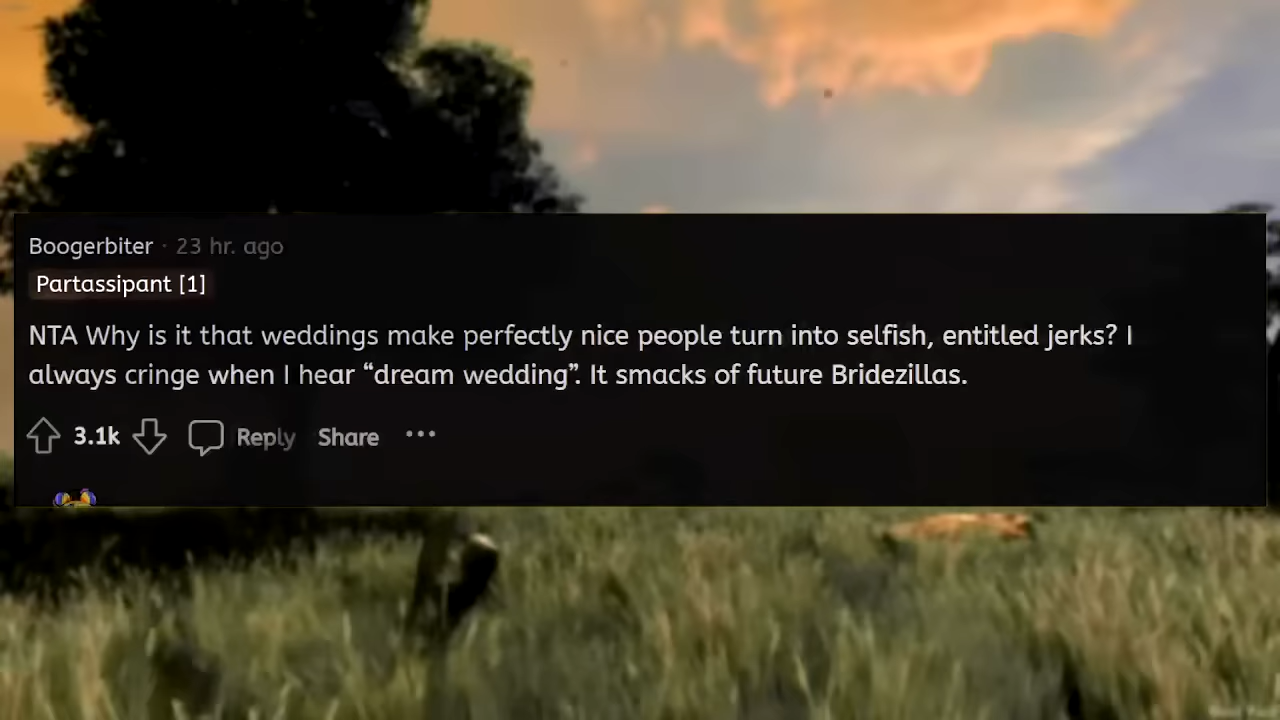 Boogerbiter · 23 hr. ago
Partassipant [1]
NTA Why is it that weddings make perfectly nice people turn into selfish, entitled jerks? I
always cringe when I hear “dream wedding”. It smacks of future Bridezillas.
3.1k Reply Share ···